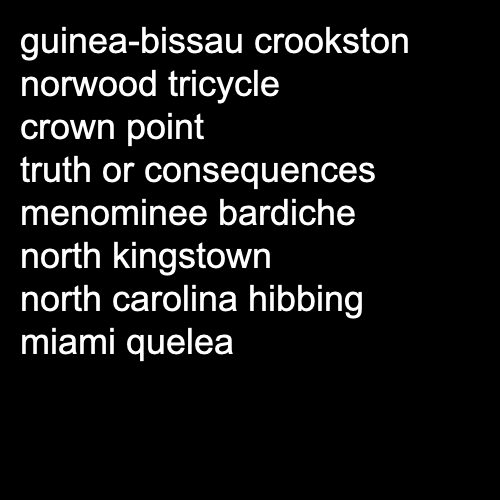 guinea-bissau crookston
norwood tricycle
crown point
truth or consequences
menominee bardiche
north kingstown
north carolina hibbing
miami quelea